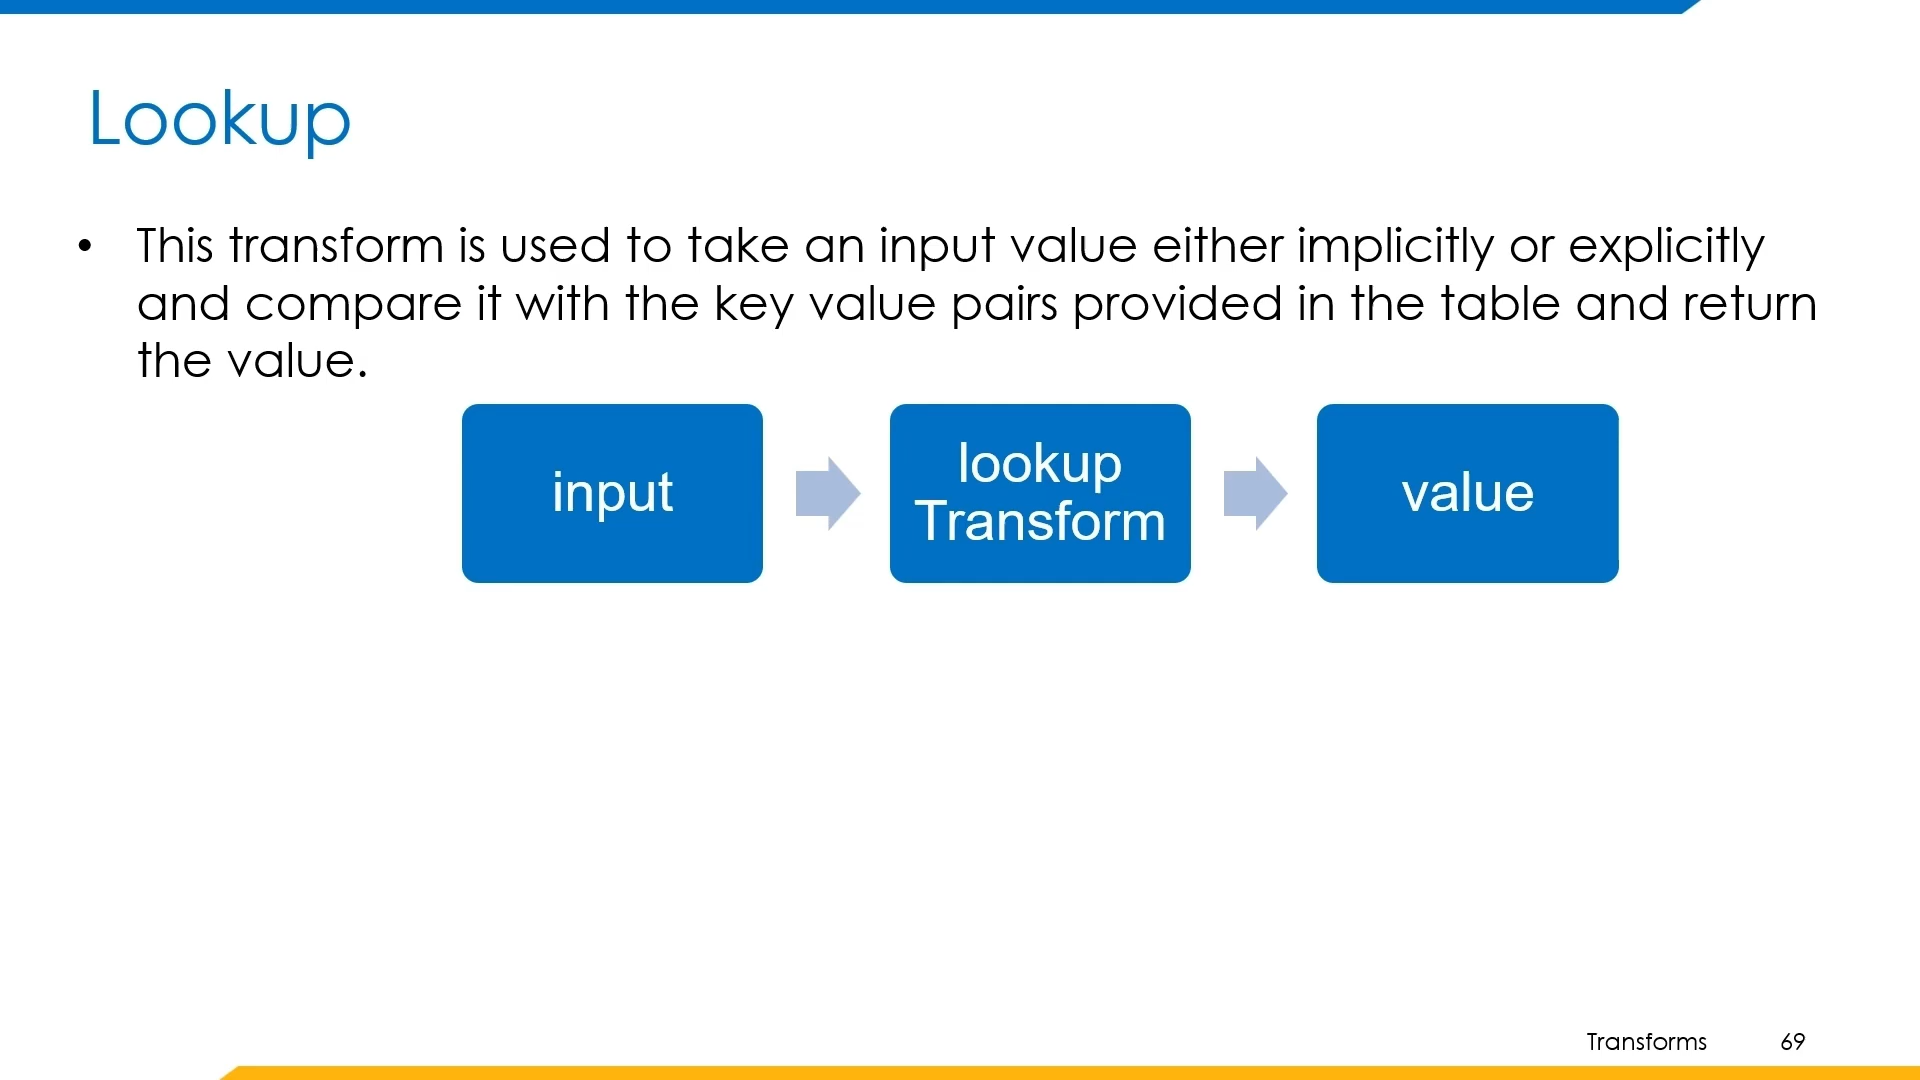 Lookup
• This transform is used to take an input value either implicitly or explicitly
and compare it with the key value pairs provided in the table and return
the value.
input
lookup
Transform
value
Transforms 69